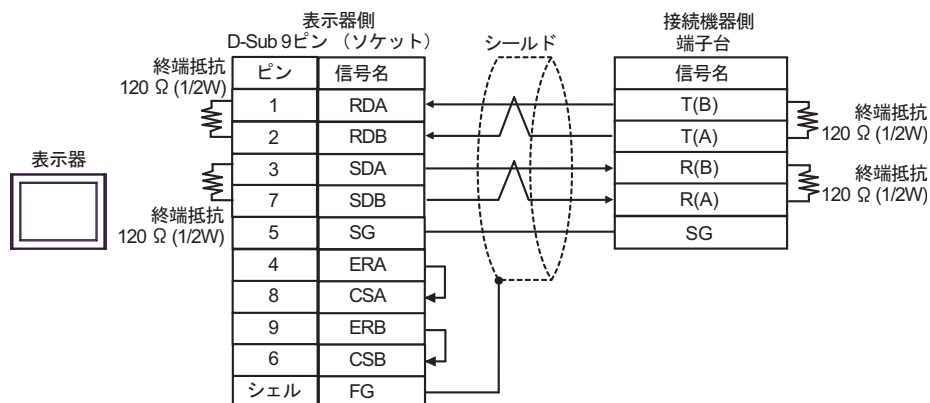 表示器側
D-Sub 9ピン （ソケット）
シールド
接続機器側
端子台
終端抵抗
120 Ω (1/2W)
ピン 信号名
信号名
1 RDA
T(B)
2 RDB
T(A)
終端抵抗
120 Ω (1/2W)
表示器
3 SDA
R(B)
7 SDB
R(A)
終端抵抗
120 Ω (1/2W)
終端抵抗
120 Ω (1/2W)
5 SG
SG
4 ERA
8 CSA
9 ERB
6 CSB
シェル FG